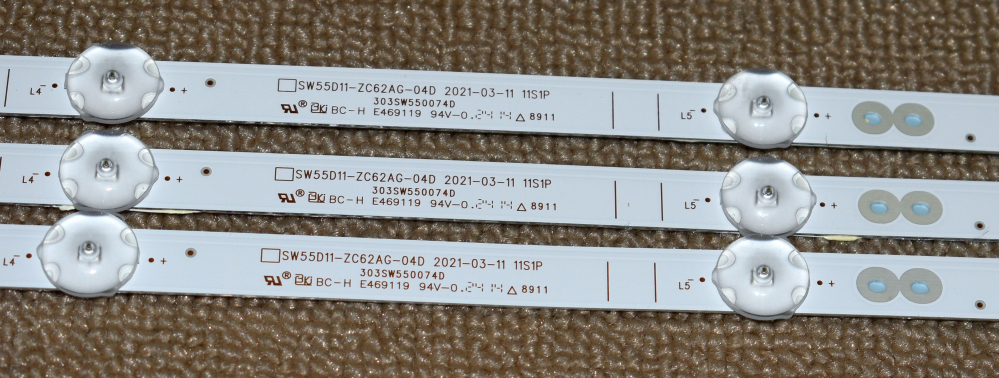 L4 - + SW55D11-ZC62AG-04D 2021-03-11 11S1P L5 - +
303SW550074D
BC-H E469119 94V-0 8911
L4 - + SW55D11-ZC62AG-04D 2021-03-11 11S1P L5 - +
303SW550074D
BC-H E469119 94V-0 8911
L4 - + SW55D11-ZC62AG-04D 2021-03-11 11S1P L5 - +
303SW550074D
BC-H E469119 94V-0 8911